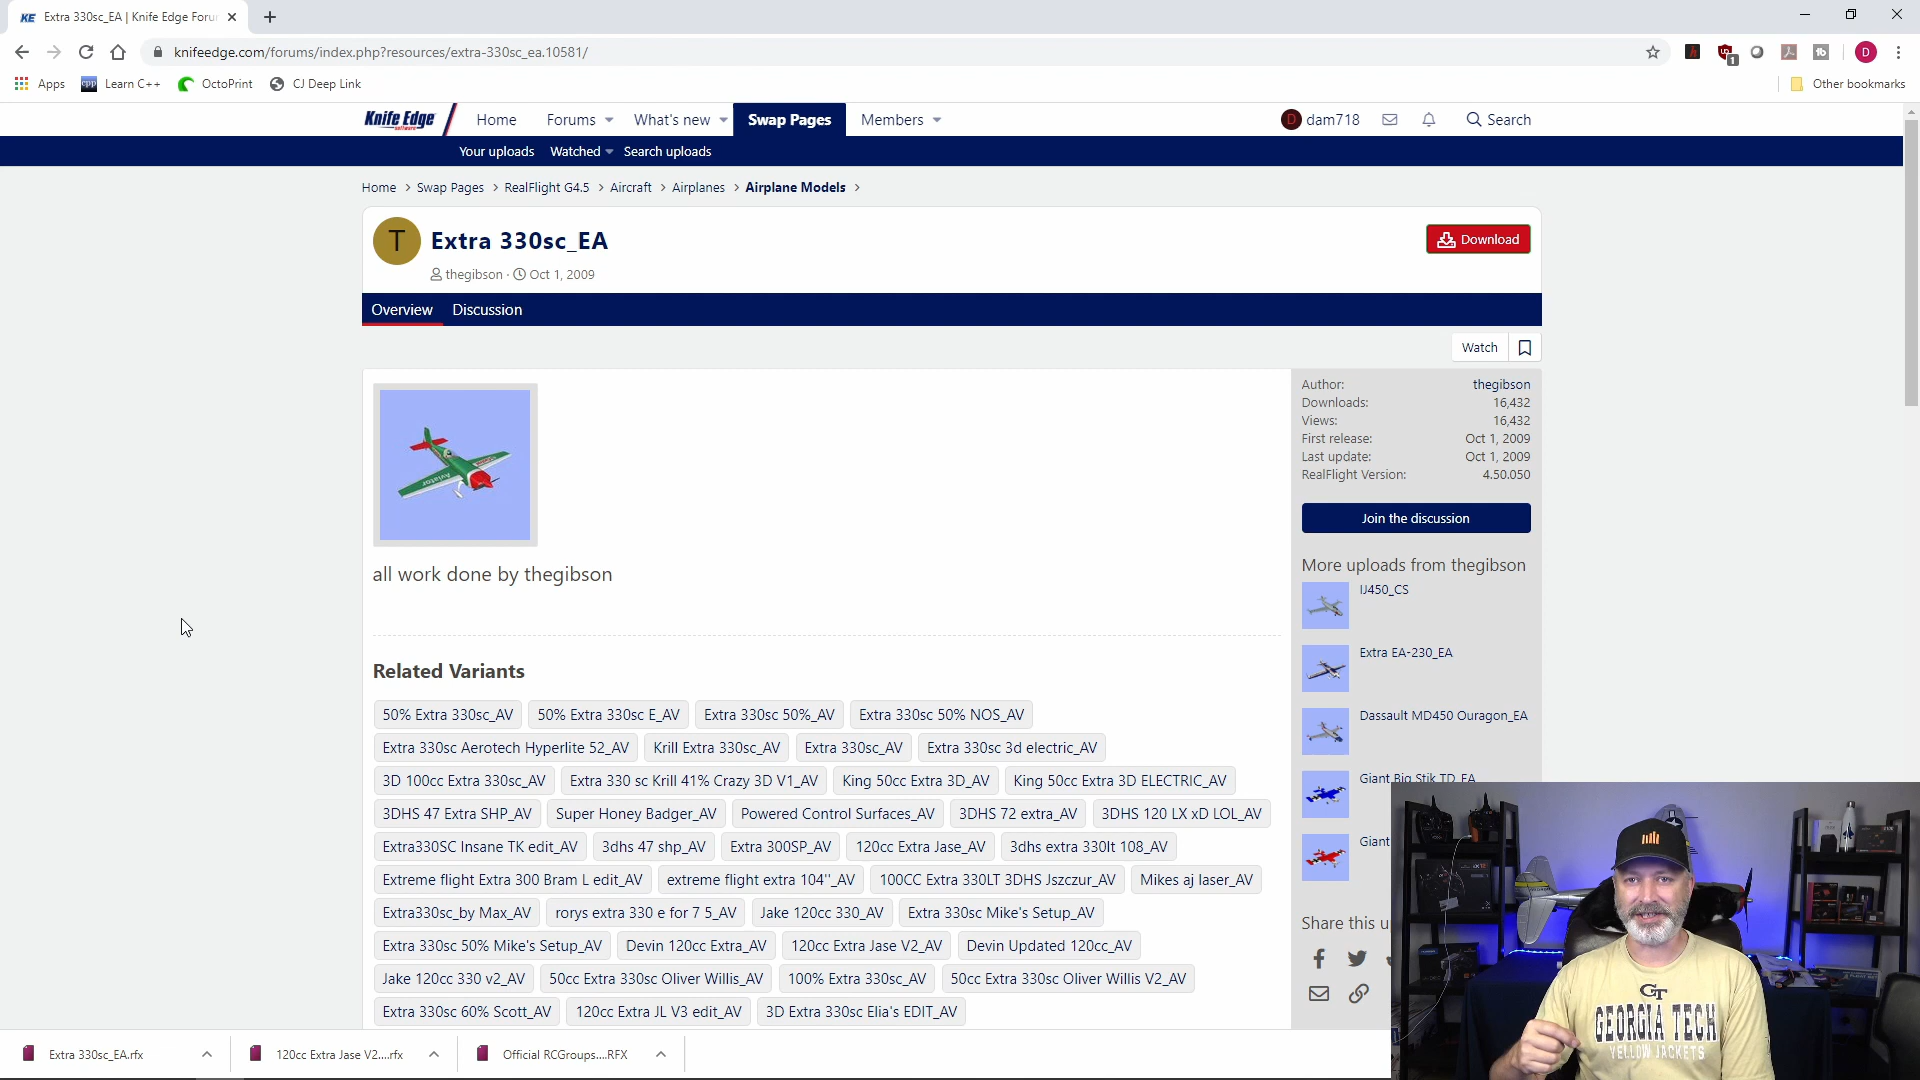 KE Extra 330sc_EA | Knife Edge Foru
knifeedge.com/forums/index.php?resources/extra-330sc_ea.10581/
1
D
Apps
cpp Learn C++
OctoPrint
CJ Deep Link
Other bookmarks
Knife Edge
software
Home
Forums
What's new
Swap Pages
Members
D dam718
Search
Your uploads
Watched
Search uploads
Home > Swap Pages > RealFlight G4.5 > Aircraft > Airplanes > Airplane Models >
T
Extra 330sc_EA
Download
thegibson · Oct 1, 2009
Overview
Discussion
Watch
Author: thegibson
Downloads: 16,432
Views: 16,432
First release: Oct 1, 2009
Last update: Oct 1, 2009
RealFlight Version: 4.50.050
Join the discussion
Aviator
all work done by thegibson
More uploads from thegibson
IJ450_CS
Extra EA-230_EA
Dassault MD450 Ouragon_EA
Giant Big Stik TD_EA
Giant
Share this u
Related Variants
50% Extra 330sc_AV 50% Extra 330sc E_AV Extra 330sc 50%_AV Extra 330sc 50% NOS_AV
Extra 330sc Aerotech Hyperlite 52_AV Krill Extra 330sc_AV Extra 330sc_AV Extra 330sc 3d electric_AV
3D 100cc Extra 330sc_AV Extra 330 sc Krill 41% Crazy 3D V1_AV King 50cc Extra 3D_AV King 50cc Extra 3D ELECTRIC_AV
3DHS 47 Extra SHP_AV Super Honey Badger_AV Powered Control Surfaces_AV 3DHS 72 extra_AV 3DHS 120 LX xD LOL_AV
Extra330SC Insane TK edit_AV 3dhs 47 shp_AV Extra 300SP_AV 120cc Extra Jase_AV 3dhs extra 330lt 108_AV
Extreme flight Extra 300 Bram L edit_AV extreme flight extra 104''_AV 100CC Extra 330LT 3DHS Jszczur_AV Mikes aj laser_AV
Extra330sc_by Max_AV rorys extra 330 e for 7 5_AV Jake 120cc 330_AV Extra 330sc Mike's Setup_AV
Extra 330sc 50% Mike's Setup_AV Devin 120cc Extra_AV 120cc Extra Jase V2_AV Devin Updated 120cc_AV
Jake 120cc 330 v2_AV 50cc Extra 330sc Oliver Willis_AV 100% Extra 330sc_AV 50cc Extra 330sc Oliver Willis V2_AV
Extra 330sc 60% Scott_AV 120cc Extra JL V3 edit_AV 3D Extra 330sc Elia's EDIT_AV
GT
GEORGIA TECH
YELLOW JACKETS
Extra 330sc_EA.rfx
120cc Extra Jase V2....rfx
Official RCGroups....RFX